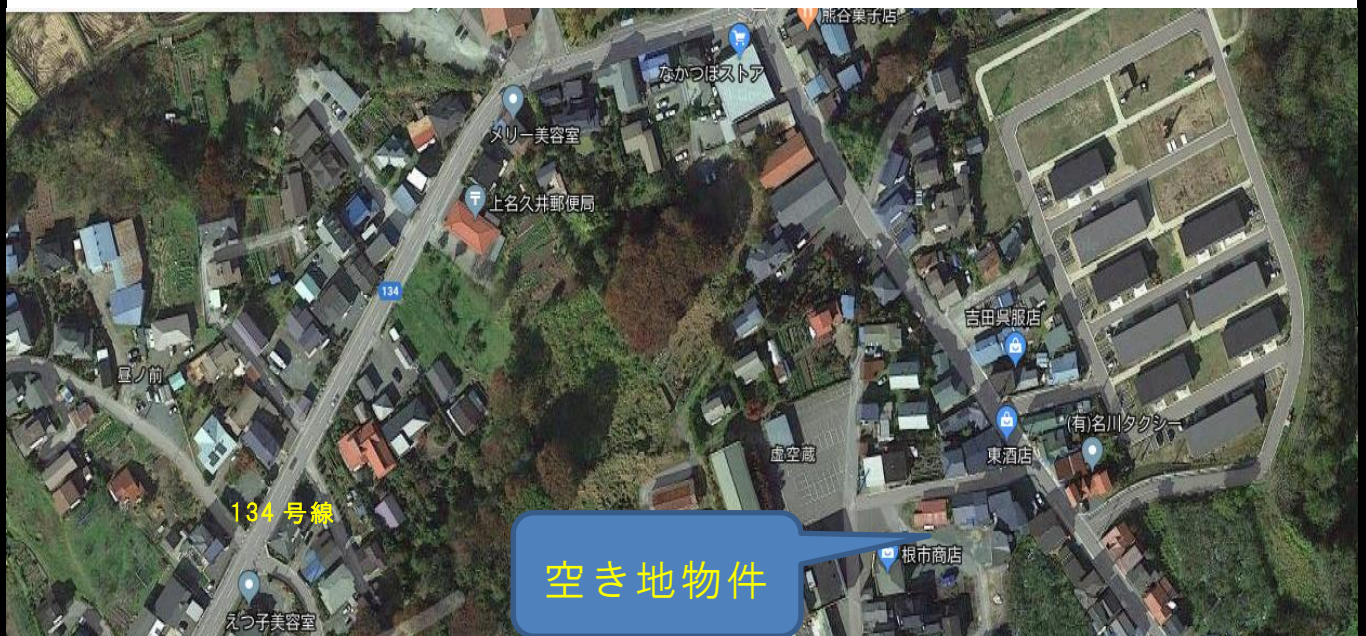 熊谷菓子店
なかつぼストア
メリー美容室
上名久井郵便局
134
吉田呉服店
昼ノ前
(有)名川タクシー
虚空蔵
東酒店
134号線
根市商店
空き地物件
えつ子美容室